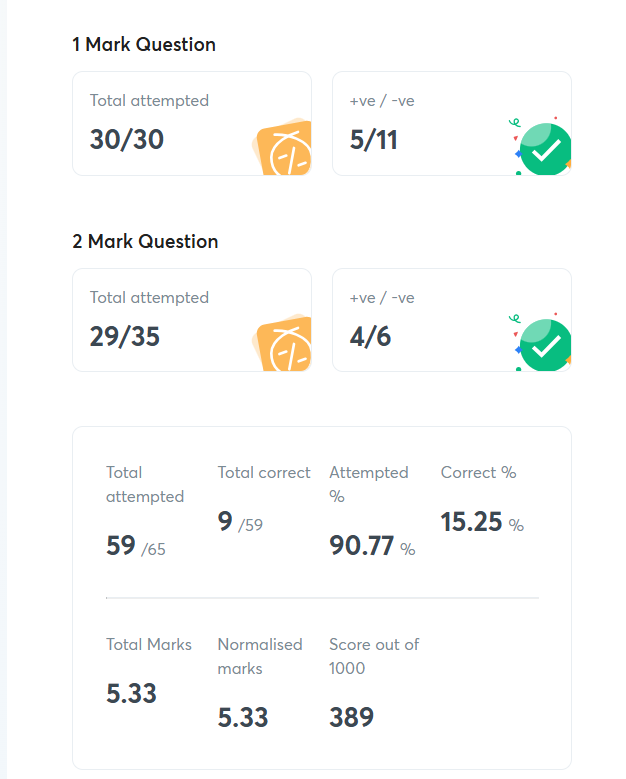 1 Mark Question
Total attempted
30/30
+ve / -ve
5/11
2 Mark Question
Total attempted
29/35
+ve / -ve
4/6
Total
attempted
59 /65
Total correct
9 /59
Attempted
%
90.77 %
Correct %
15.25 %
Total Marks
5.33
Normalised
marks
5.33
Score out of
1000
389